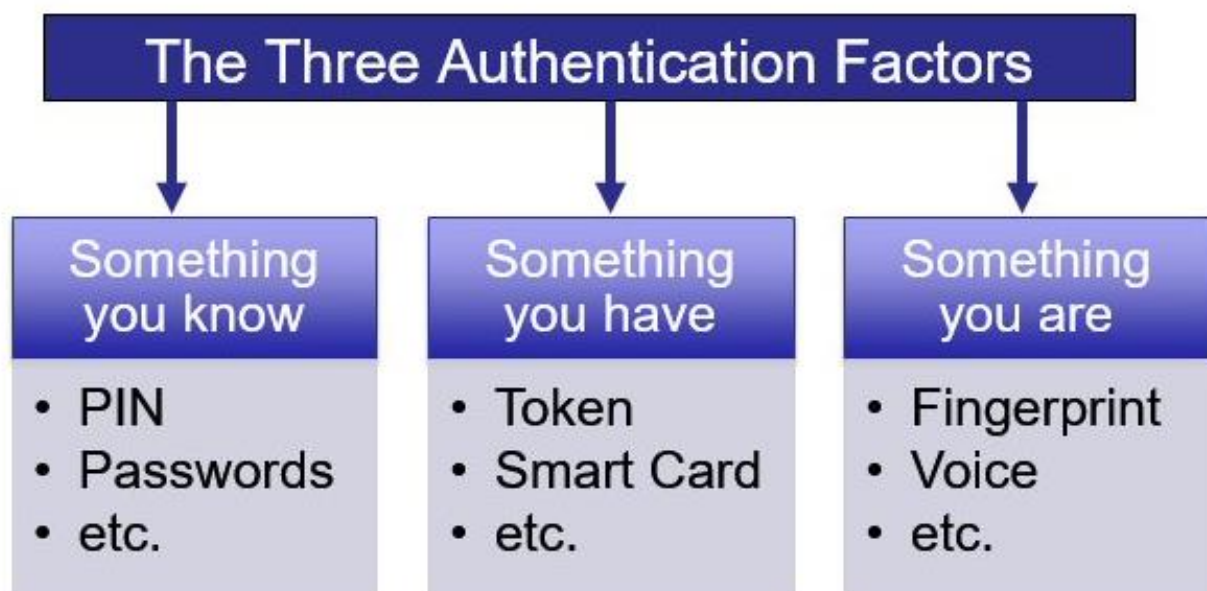 The Three Authentication Factors
Something
you know
• PIN
• Passwords
• etc.
Something
you have
• Token
• Smart Card
• etc.
Something
you are
• Fingerprint
• Voice
• etc.